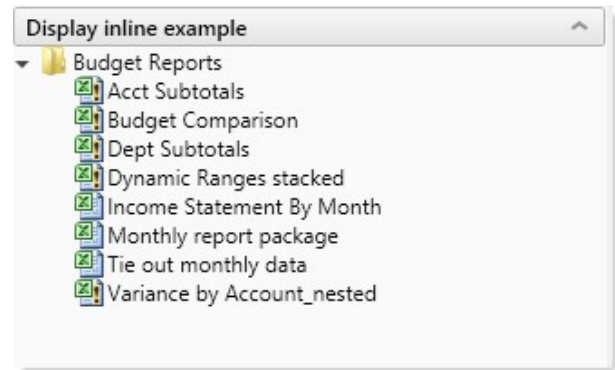 Display inline example
Budget Reports
Acct Subtotals
Budget Comparison
Dept Subtotals
Dynamic Ranges stacked
Income Statement By Month
Monthly report package
Tie out monthly data
Variance by Account_nested